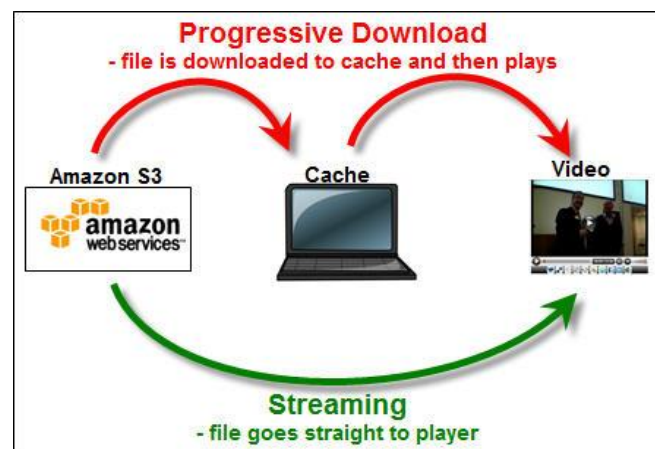 Progressive Download
- file is downloaded to cache and then plays
Amazon S3
Cache
Video
amazon
webservices™
Streaming
- file goes straight to player